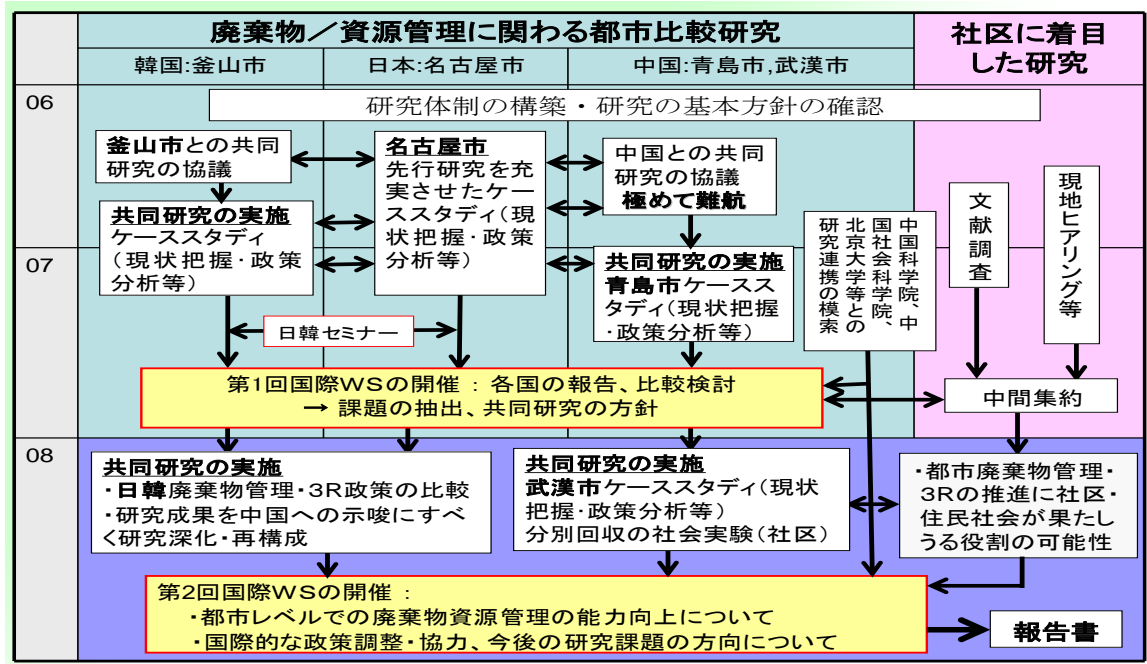 廃棄物／資源管理に関わる都市比較研究
社区に着目
した研究
韓国:釜山市
日本:名古屋市
中国:青島市,武漢市
06
研究体制の構築・研究の基本方針の確認
釜山市との共同
研究の協議
名古屋市
先行研究を充
実させたケー
ススタディ(現
状把握・政策
分析等)
中国との共同
研究の協議
極めて難航
共同研究の実施
ケーススタディ
(現状把握・政策
分析等)
07
共同研究の実施
青島市ケースス
タディ(現状把握
・政策分析等)
中国科学院、中
国社会科学院、
北京大学等との
研究連携の模索
文献調査
現地ヒアリング等
日韓セミナー
第1回国際WSの開催 : 各国の報告、比較検討
→ 課題の抽出、共同研究の方針
中間集約
08
共同研究の実施
・日韓廃棄物管理・3R政策の比較
・研究成果を中国への示唆にすべ
く研究深化・再構成
共同研究の実施
武漢市ケーススタディ(現状
把握・政策分析等)
分別回収の社会実験(社区)
・都市廃棄物管理・
3Rの推進に社区・
住民社会が果たし
うる役割の可能性
第2回国際WSの開催 :
・都市レベルでの廃棄物資源管理の能力向上について
・国際的な政策調整・協力、今後の研究課題の方向について
報告書